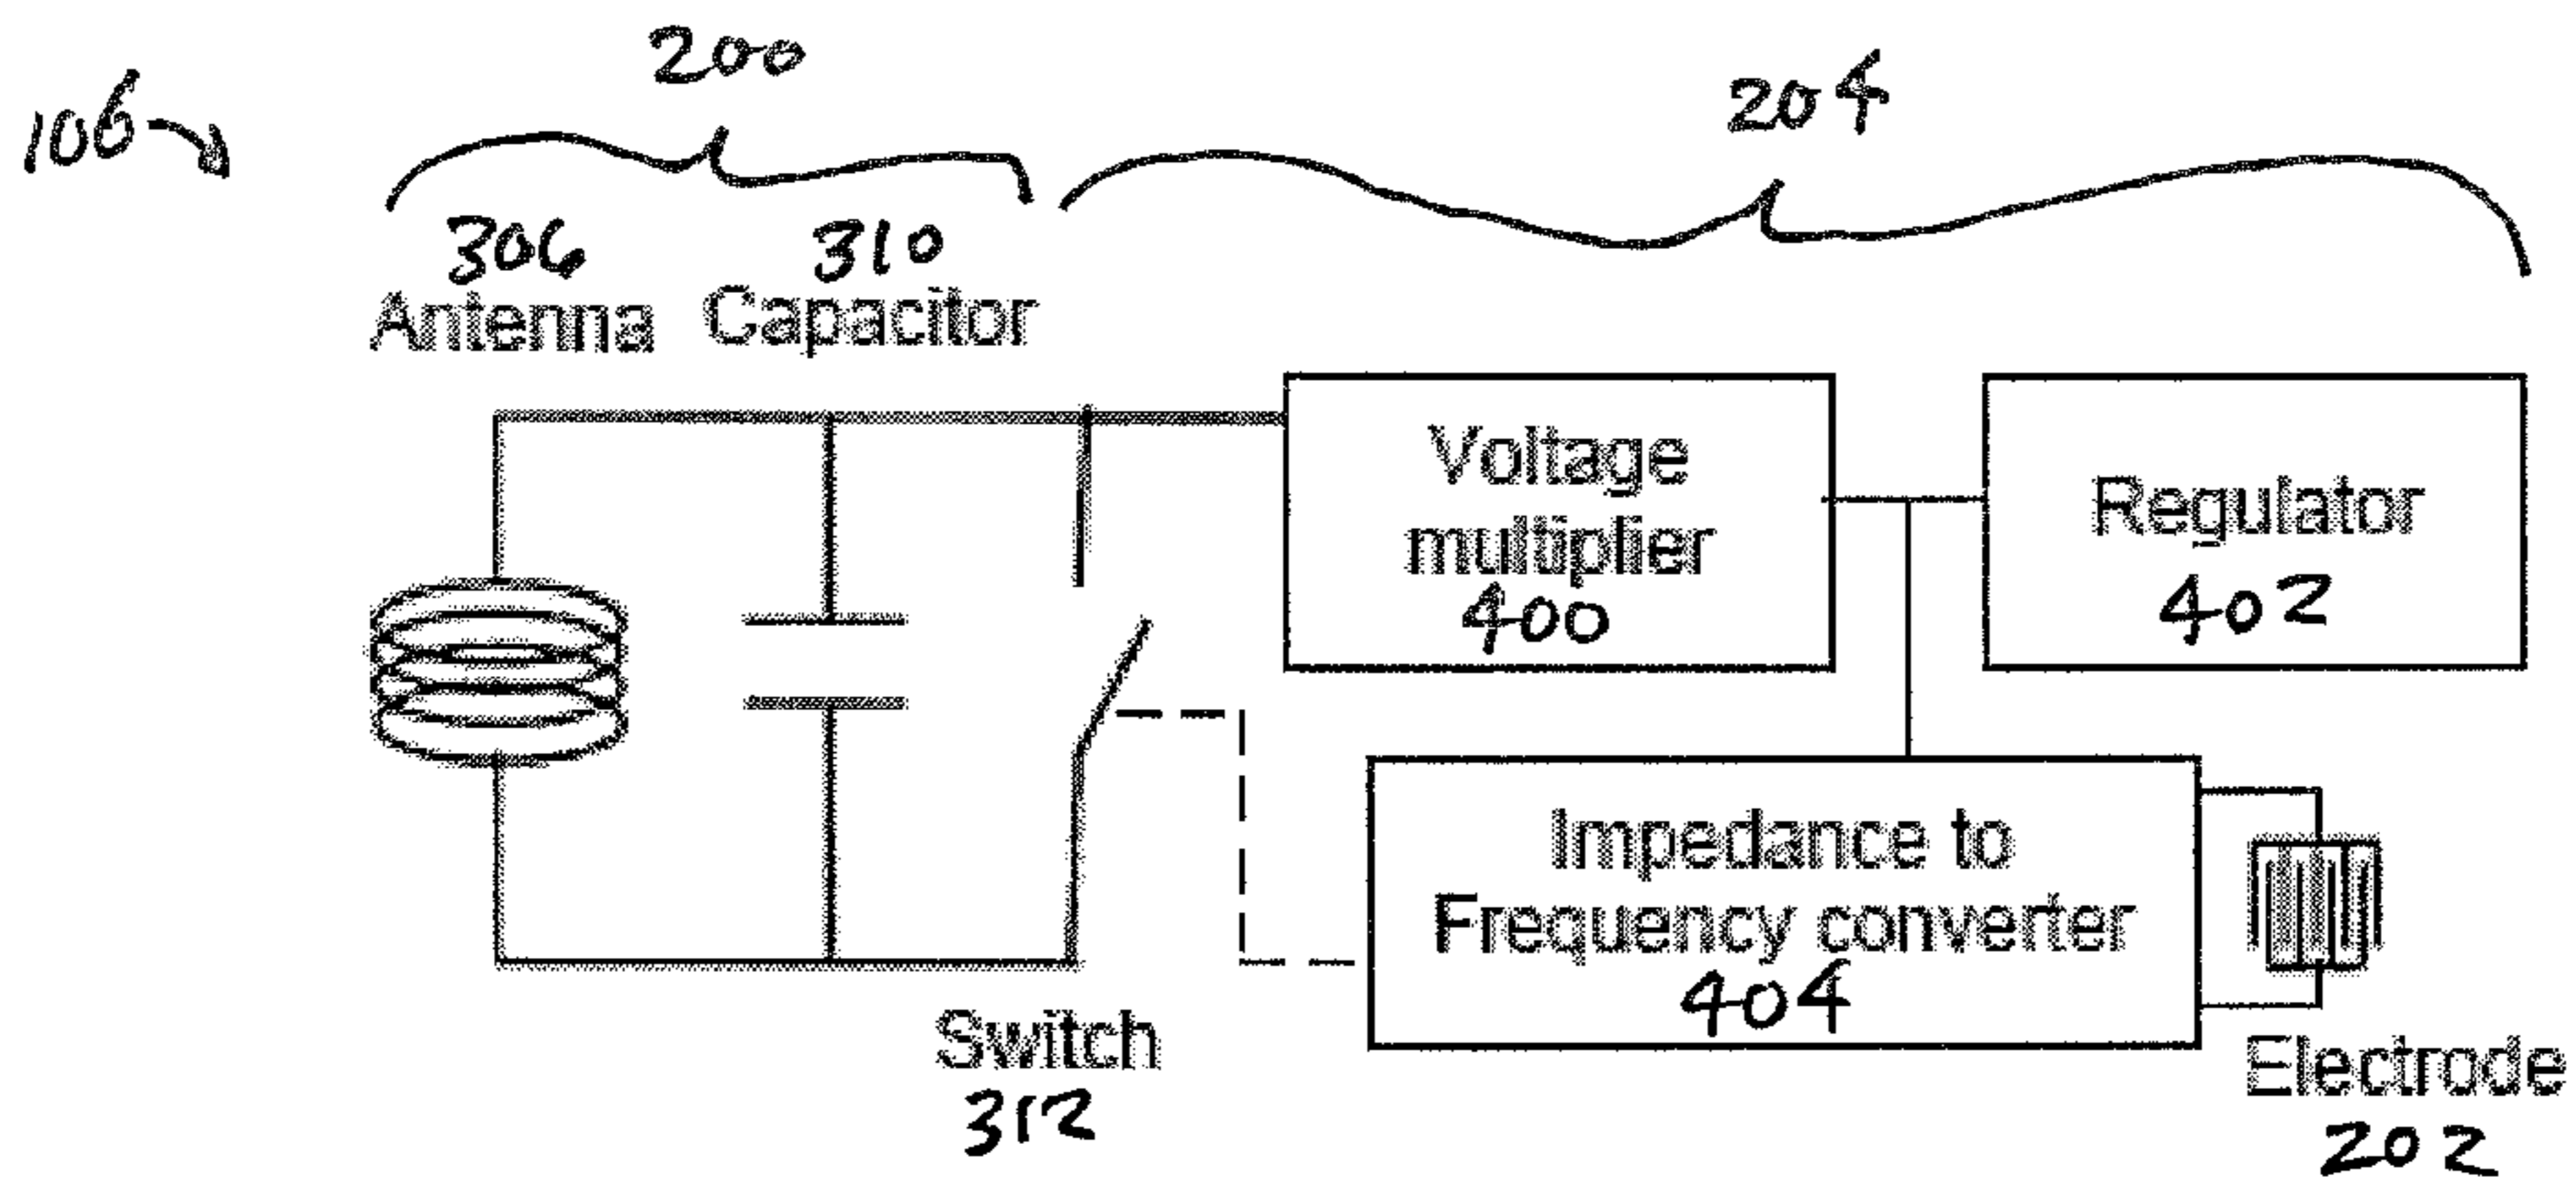 106
200
204
306
310
Antenna
Capacitor
Voltage
multiplier
400
Regulator
402
Impedance to
Frequency converter
404
Switch
312
Electrode
202